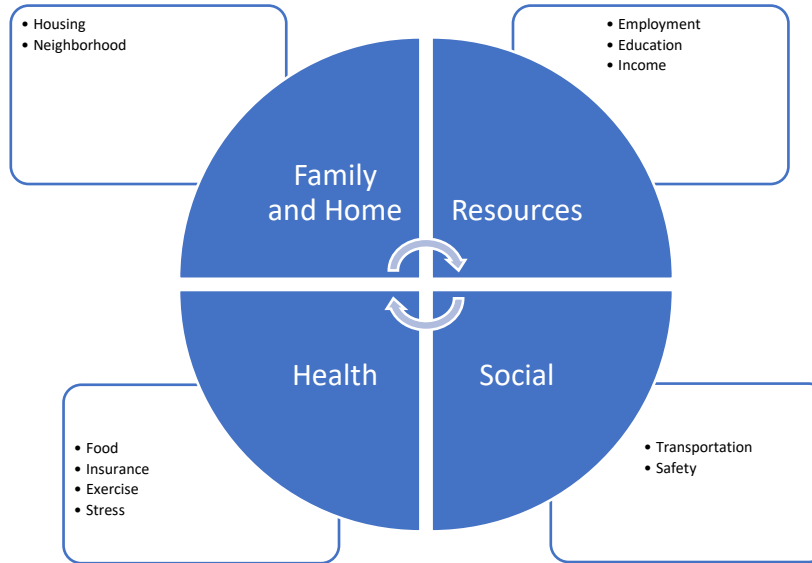 • Housing
• Neighborhood
• Employment
• Education
• Income
Family
and Home
Resources
Health
Social
• Food
• Insurance
• Exercise
• Stress
• Transportation
• Safety